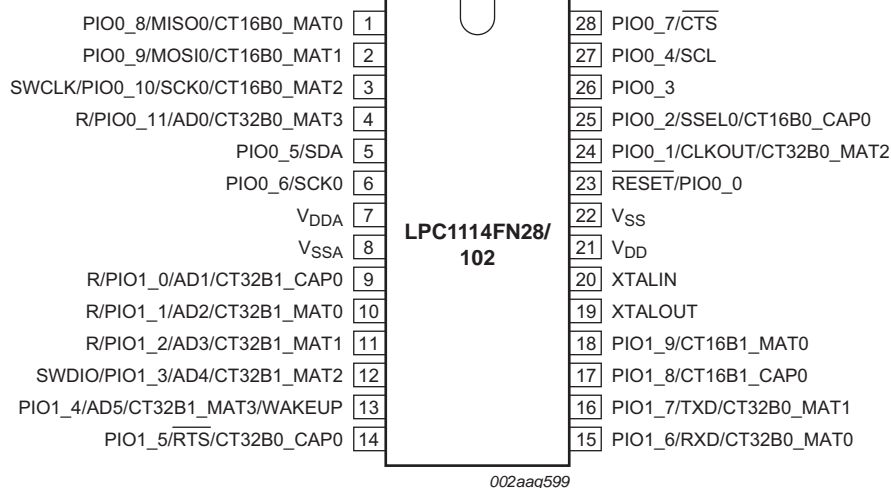 PIO0_8/MISO0/CT16B0_MAT0 1
PIO0_9/MOSI0/CT16B0_MAT1 2
SWCLK/PIO0_10/SCK0/CT16B0_MAT2 3
R/PIO0_11/AD0/CT32B0_MAT3 4
PIO0_5/SDA 5
PIO0_6/SCK0 6
VDDA 7
VSSA 8
R/PIO1_0/AD1/CT32B1_CAP0 9
R/PIO1_1/AD2/CT32B1_MAT0 10
R/PIO1_2/AD3/CT32B1_MAT1 11
SWDIO/PIO1_3/AD4/CT32B1_MAT2 12
PIO1_4/AD5/CT32B1_MAT3/WAKEUP 13
PIO1_5/RTS/CT32B0_CAP0 14
LPC1114FN28/
102
28 PIO0_7/CTS
27 PIO0_4/SCL
26 PIO0_3
25 PIO0_2/SSEL0/CT16B0_CAP0
24 PIO0_1/CLKOUT/CT32B0_MAT2
23 RESET/PIO0_0
22 VSS
21 VDD
20 XTALIN
19 XTALOUT
18 PIO1_9/CT16B1_MAT0
17 PIO1_8/CT16B1_CAP0
16 PIO1_7/TXD/CT32B0_MAT1
15 PIO1_6/RXD/CT32B0_MAT0
002aag599